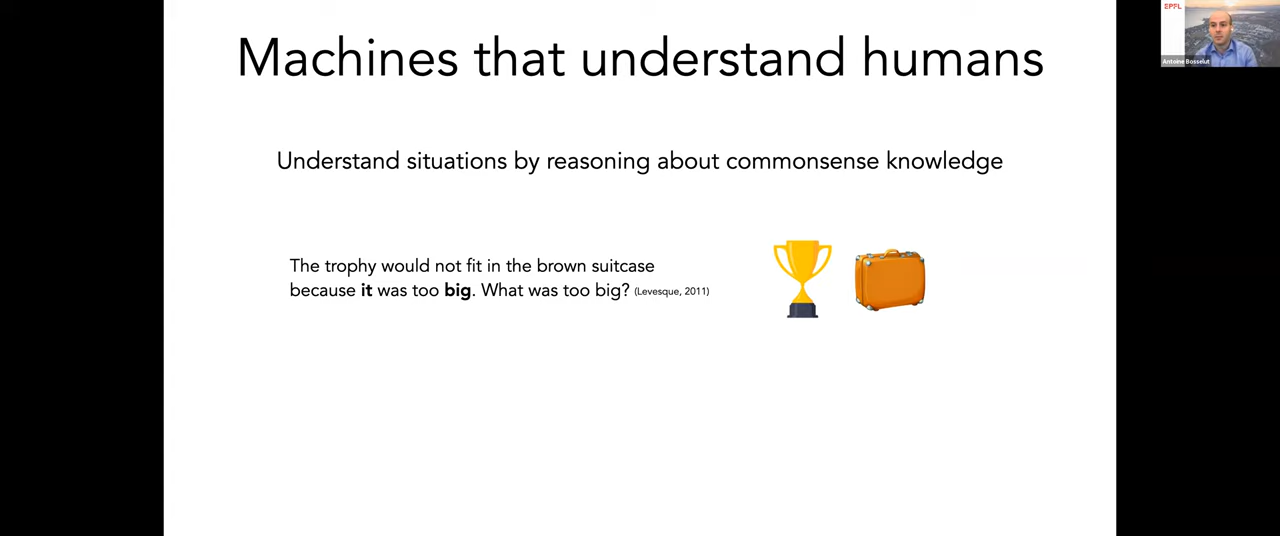 Machines that understand humans
EPFL
Antoine Bosselut
Understand situations by reasoning about commonsense knowledge
The trophy would not fit in the brown suitcase
because it was too big. What was too big? (Levesque, 2011)